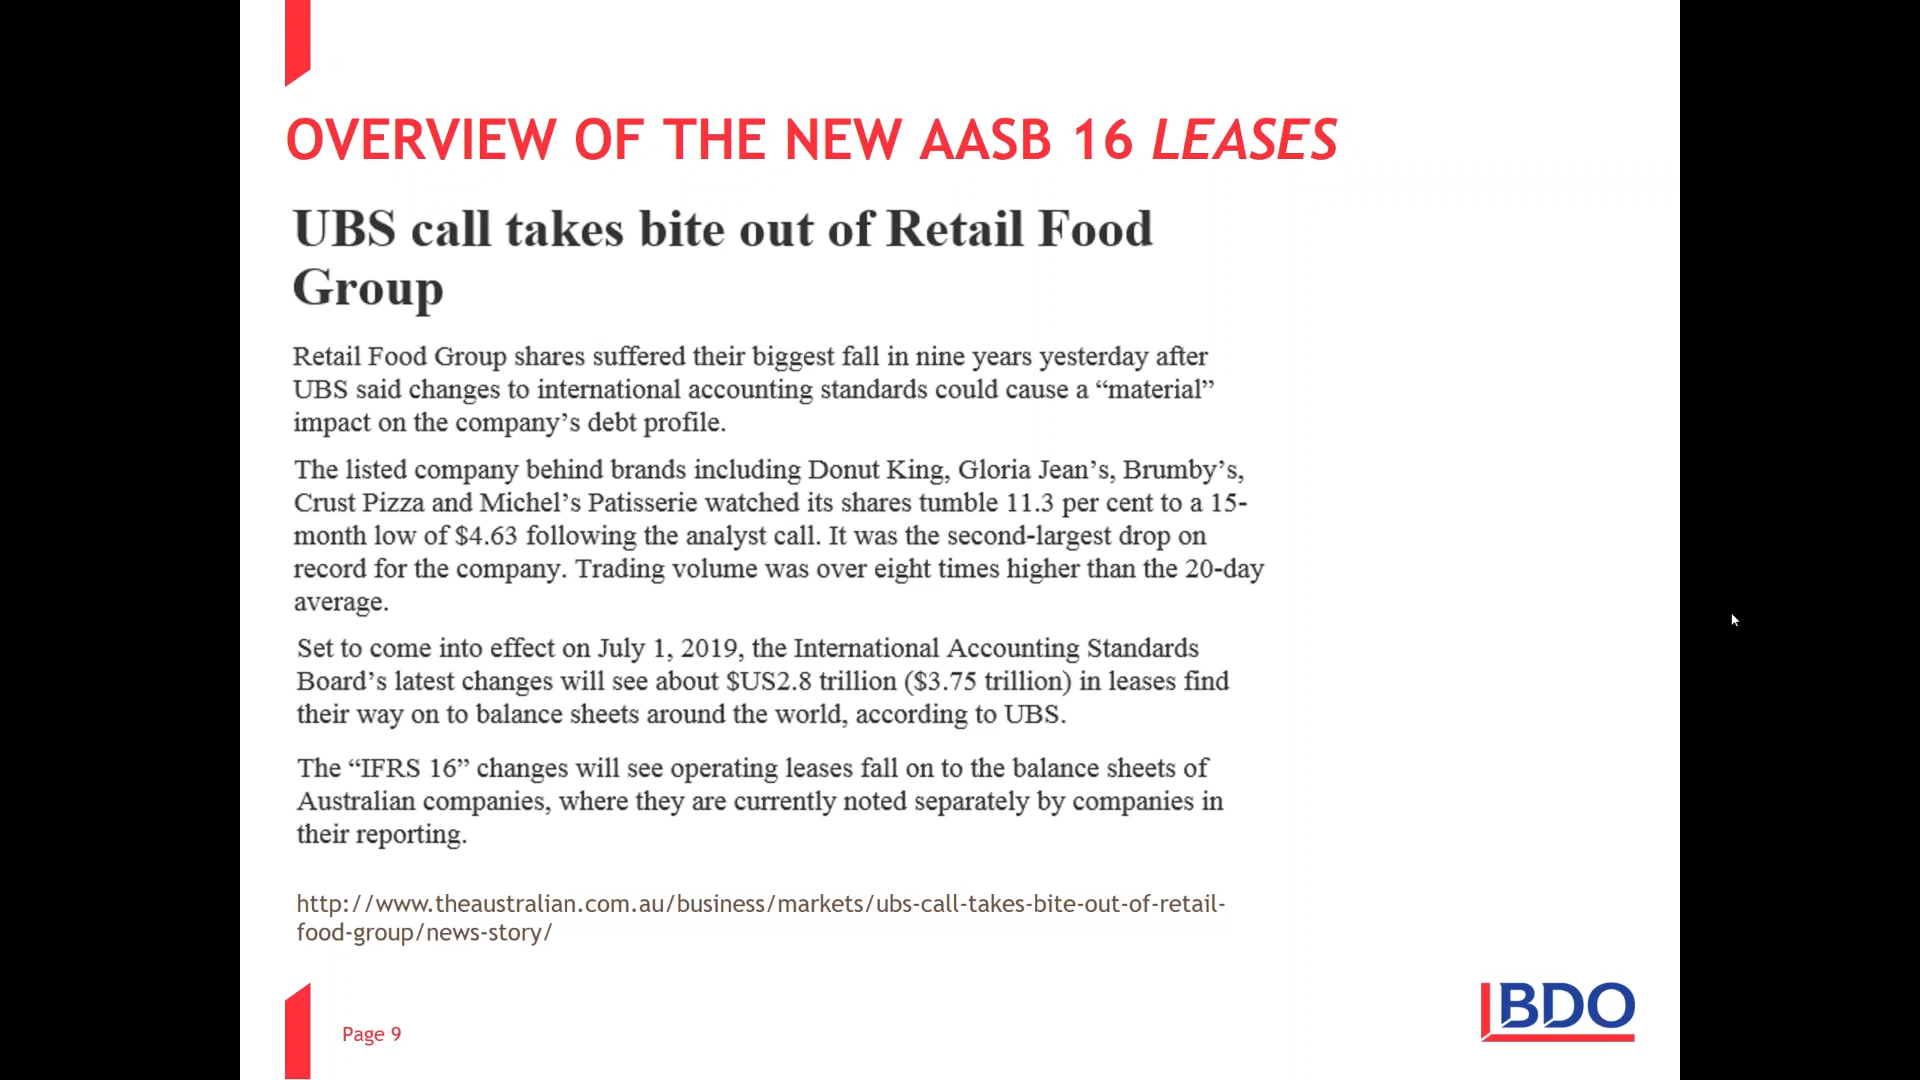 OVERVIEW OF THE NEW AASB 16 LEASES
UBS call takes bite out of Retail Food
Group
Retail Food Group shares suffered their biggest fall in nine years yesterday after
UBS said changes to international accounting standards could cause a “material”
impact on the company’s debt profile.
The listed company behind brands including Donut King, Gloria Jean’s, Brumby’s,
Crust Pizza and Michel’s Patisserie watched its shares tumble 11.3 per cent to a 15-
month low of $4.63 following the analyst call. It was the second-largest drop on
record for the company. Trading volume was over eight times higher than the 20-day
average.
Set to come into effect on July 1, 2019, the International Accounting Standards
Board’s latest changes will see about $US2.8 trillion ($3.75 trillion) in leases find
their way on to balance sheets around the world, according to UBS.
The “IFRS 16” changes will see operating leases fall on to the balance sheets of
Australian companies, where they are currently noted separately by companies in
their reporting.
http://www.theaustralian.com.au/business/markets/ubs-call-takes-bite-out-of-retail-
food-group/news-story/
Page 9
BDO